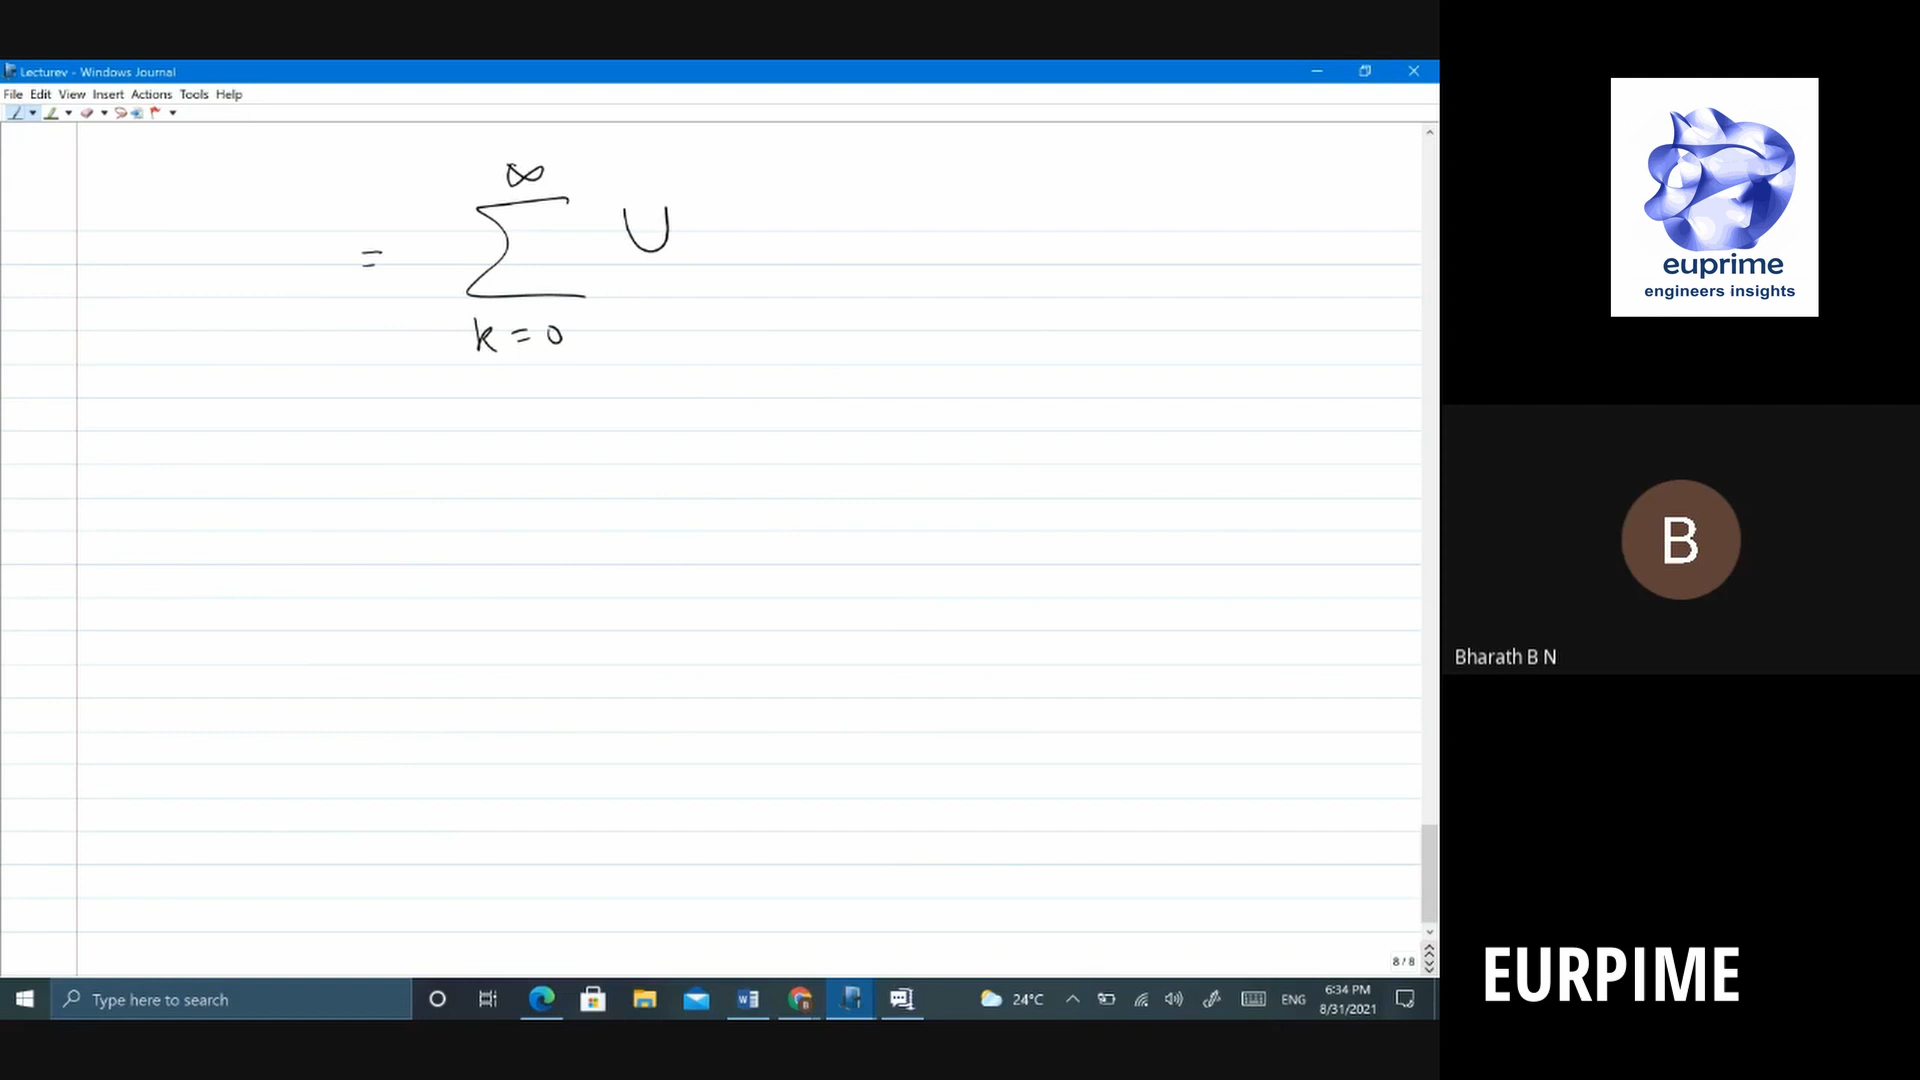 Lecturev - Windows Journal
File Edit View Insert Actions Tools Help
∞
= ∑ U
k = 0
8 / 8
Type here to search
24°C
ENG
6:34 PM
8/31/2021
euprime
engineers insights
B
Bharath B N
EURPIME